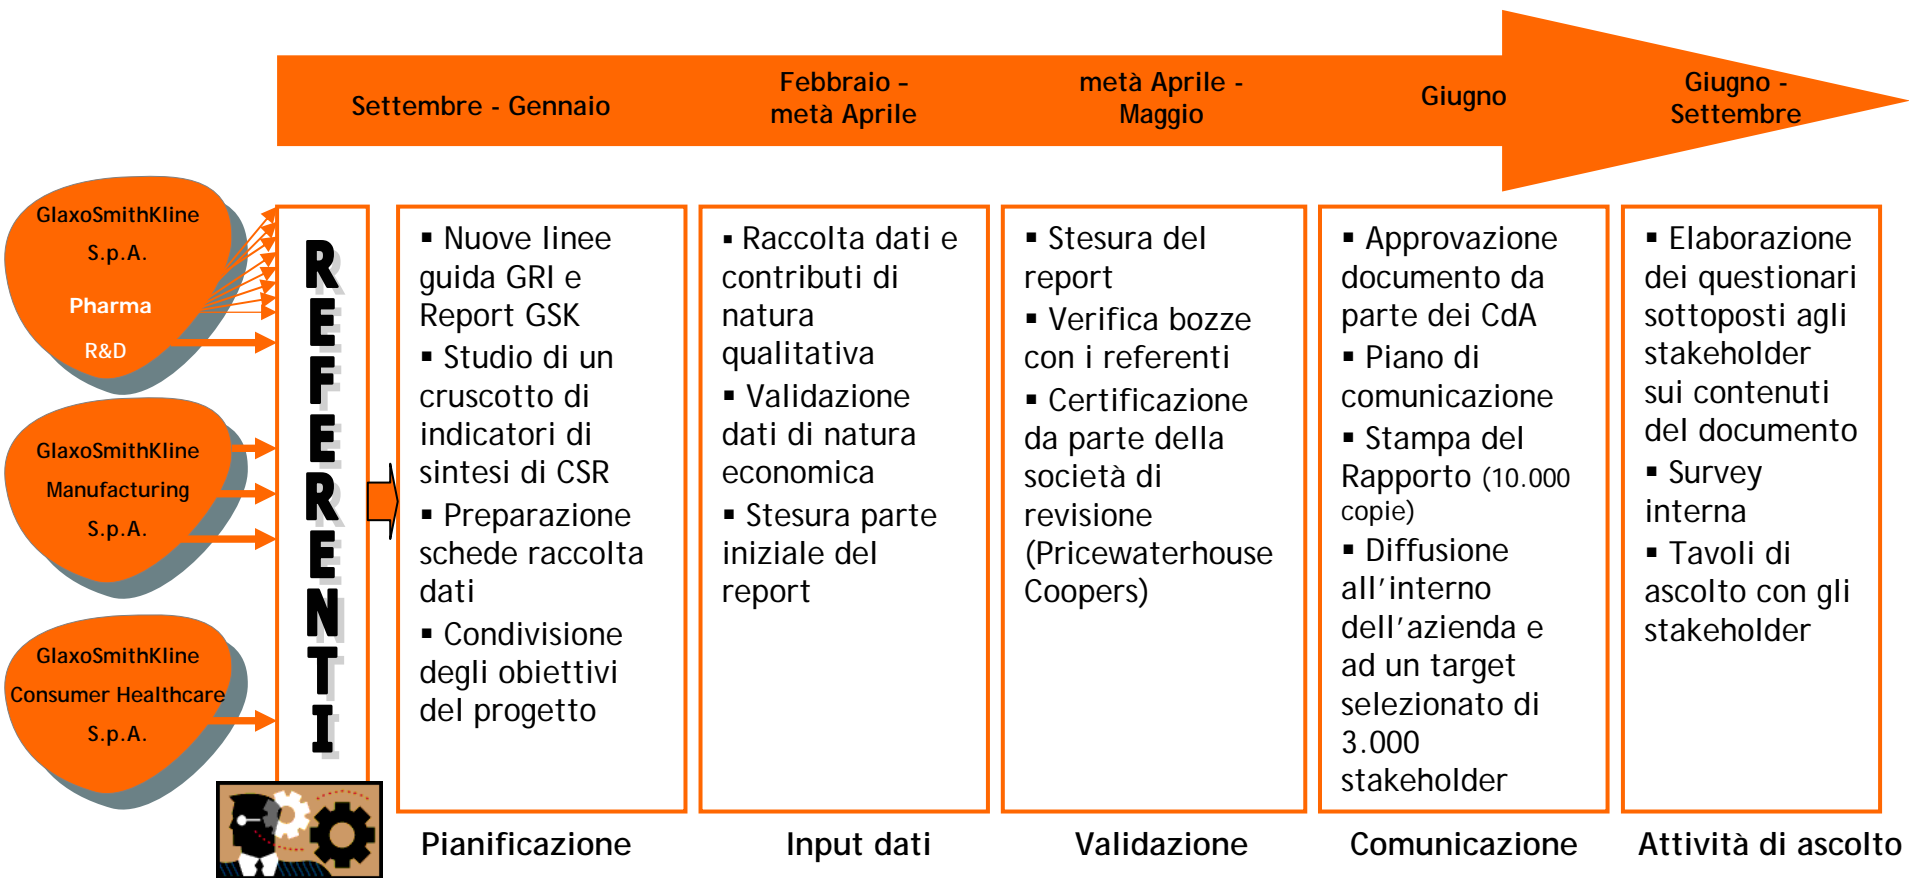 Settembre - Gennaio
Febbraio -
metà Aprile
metà Aprile -
Maggio
Giugno
Giugno -
Settembre
GlaxoSmithKline
S.p.A.
Pharma
R&D
GlaxoSmithKline
Manufacturing
S.p.A.
GlaxoSmithKline
Consumer Healthcare
S.p.A.
REFERENTI
▪ Nuove linee
guida GRI e
Report GSK
▪ Studio di un
cruscotto di
indicatori di
sintesi di CSR
▪ Preparazione
schede raccolta
dati
▪ Condivisione
degli obiettivi
del progetto
Pianificazione
▪ Raccolta dati e
contributi di
natura
qualitativa
▪ Validazione
dati di natura
economica
▪ Stesura parte
iniziale del
report
Input dati
▪ Stesura del
report
▪ Verifica bozze
con i referenti
▪ Certificazione
da parte della
società di
revisione
(Pricewaterhouse
Coopers)
Validazione
▪ Approvazione
documento da
parte dei CdA
▪ Piano di
comunicazione
▪ Stampa del
Rapporto (10.000
copie)
▪ Diffusione
all'interno
dell'azienda e
ad un target
selezionato di
3.000
stakeholder
Comunicazione
▪ Elaborazione
dei questionari
sottoposti agli
stakeholder
sui contenuti
del documento
▪ Survey
interna
▪ Tavoli di
ascolto con gli
stakeholder
Attività di ascolto